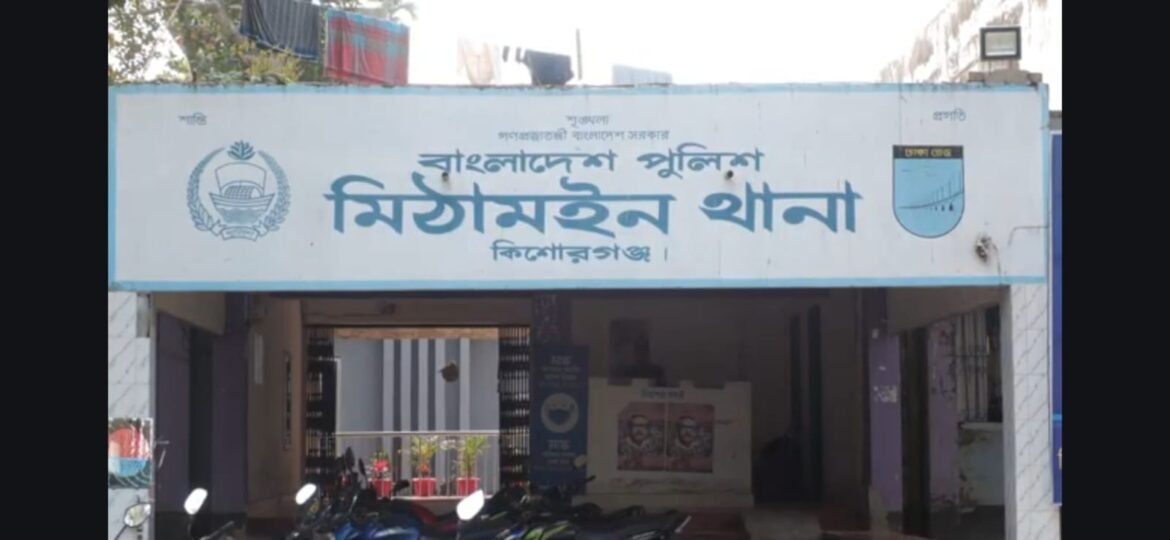 শান্তি শৃঙ্খলা প্রগতি
গণপ্রজাতন্ত্রী বাংলাদেশ সরকার
বাংলাদেশ পুলিশ
মিঠামইন থানা
কিশোরগঞ্জ।
ঢাকা রেঞ্জ